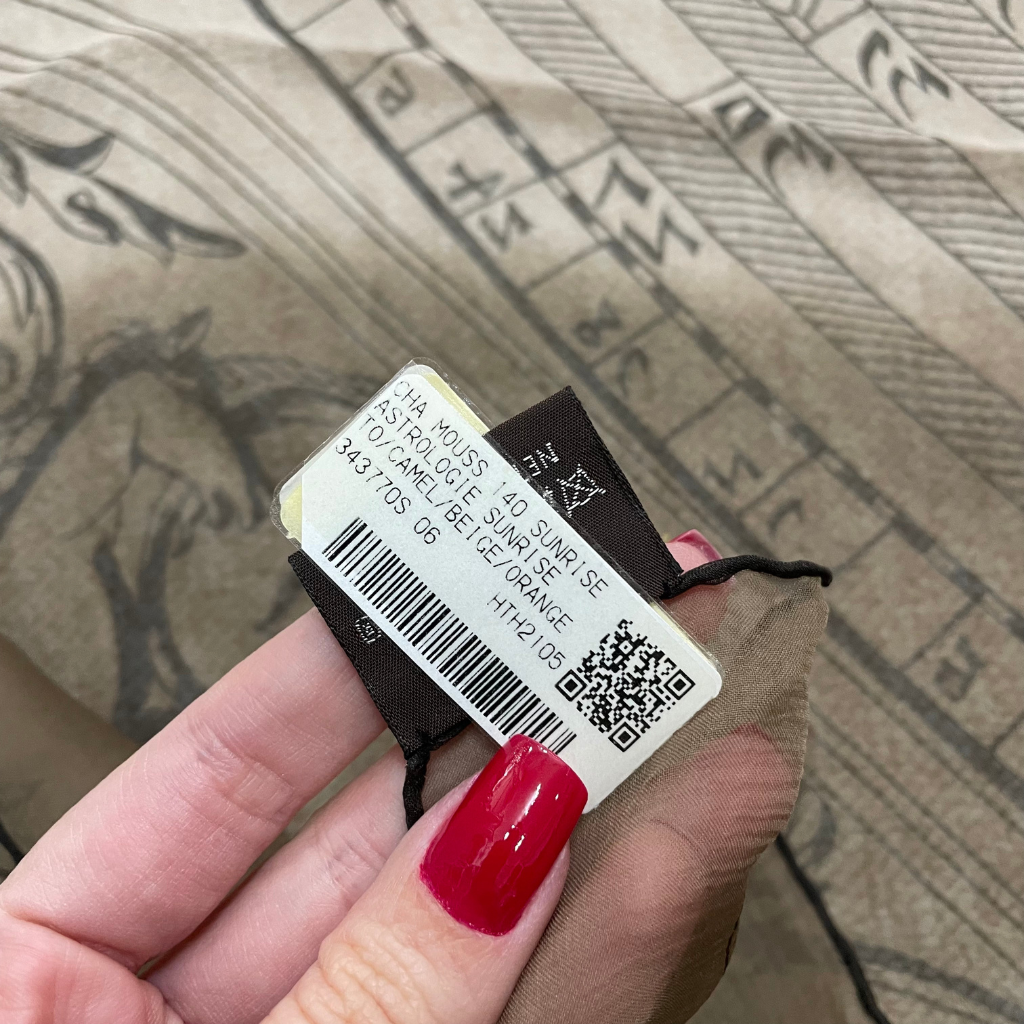 CHA MOUSS 140 SUNRISE
ASTROLOGIE SUNRISE
TO/CAMEL/BEIGE/ORANGE
343770S 06
HTH2105